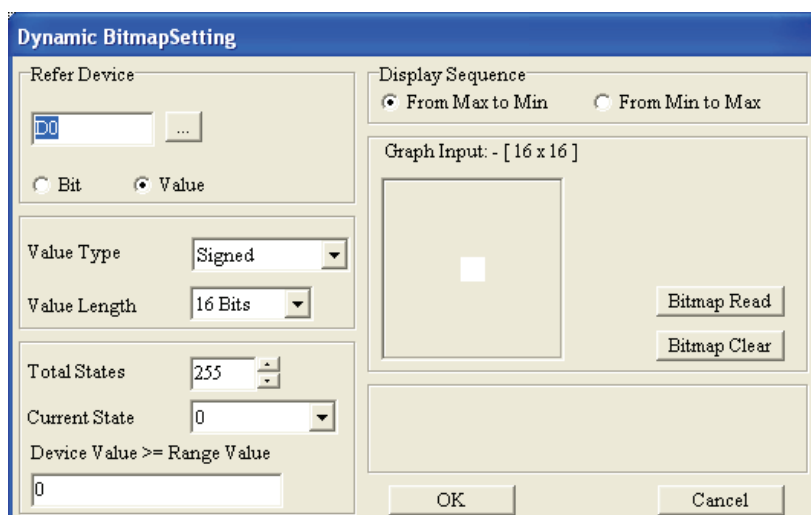 Dynamic BitmapSetting
Refer Device
D0
...
Bit
Value
Value Type
Signed
Value Length
16 Bits
Total States
255
Current State
0
Device Value >= Range Value
0
Display Sequence
From Max to Min
From Min to Max
Graph Input: - [ 16 x 16 ]
Bitmap Read
Bitmap Clear
OK
Cancel